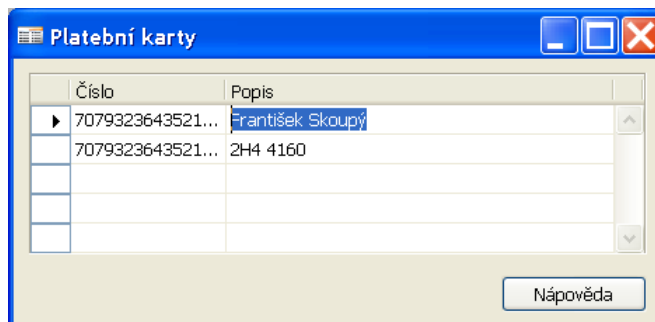 Platební karty
Číslo Popis
7079323643521... František Skoupý
7079323643521... 2H4 4160
Nápověda